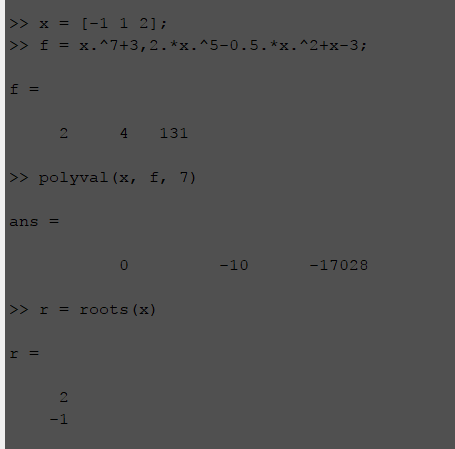 >> x = [-1 1 2];
>> f = x.^7+3,2.*x.^5-0.5.*x.^2+x-3;
f =
2 4 131
>> polyval(x, f, 7)
ans =
0 -10 -17028
>> r = roots(x)
r =
2
-1